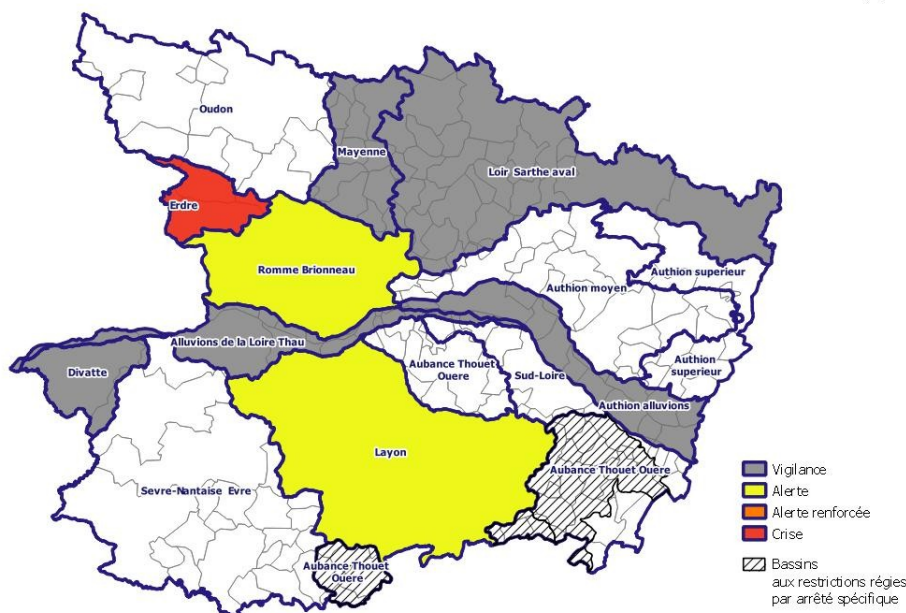 Oudon
Mayenne
Loir Sarthe aval
Erdre
Romme Brionneau
Authion superieur
Authion moyen
Alluvions de la Loire Thau
Divatte
Aubance Thouet
Ouere
Sud-Loire
Authion
superieur
Authion alluvions
Layon
Aubance Thouet Ouere
Sevre-Nantaise Evre
Aubance Thouet
Ouere
Vigilance
Alerte
Alerte renforcée
Crise
Bassins
aux restrictions régies
par arrêté spécifique